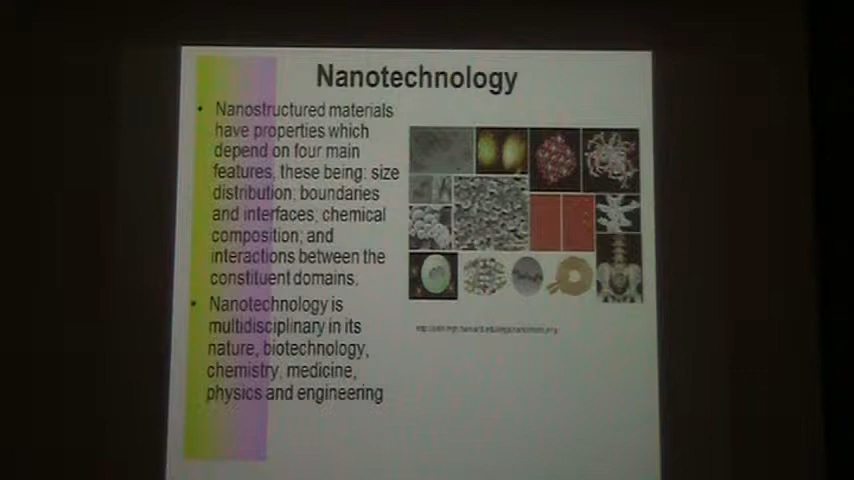 Nanotechnology
• Nanostructured materials
have properties which
depend on four main
features, these being: size
distribution; boundaries
and interfaces; chemical
composition; and
interactions between the
constituent domains.
• Nanotechnology is
multidisciplinary in its
nature, biotechnology,
chemistry, medicine,
physics and engineering